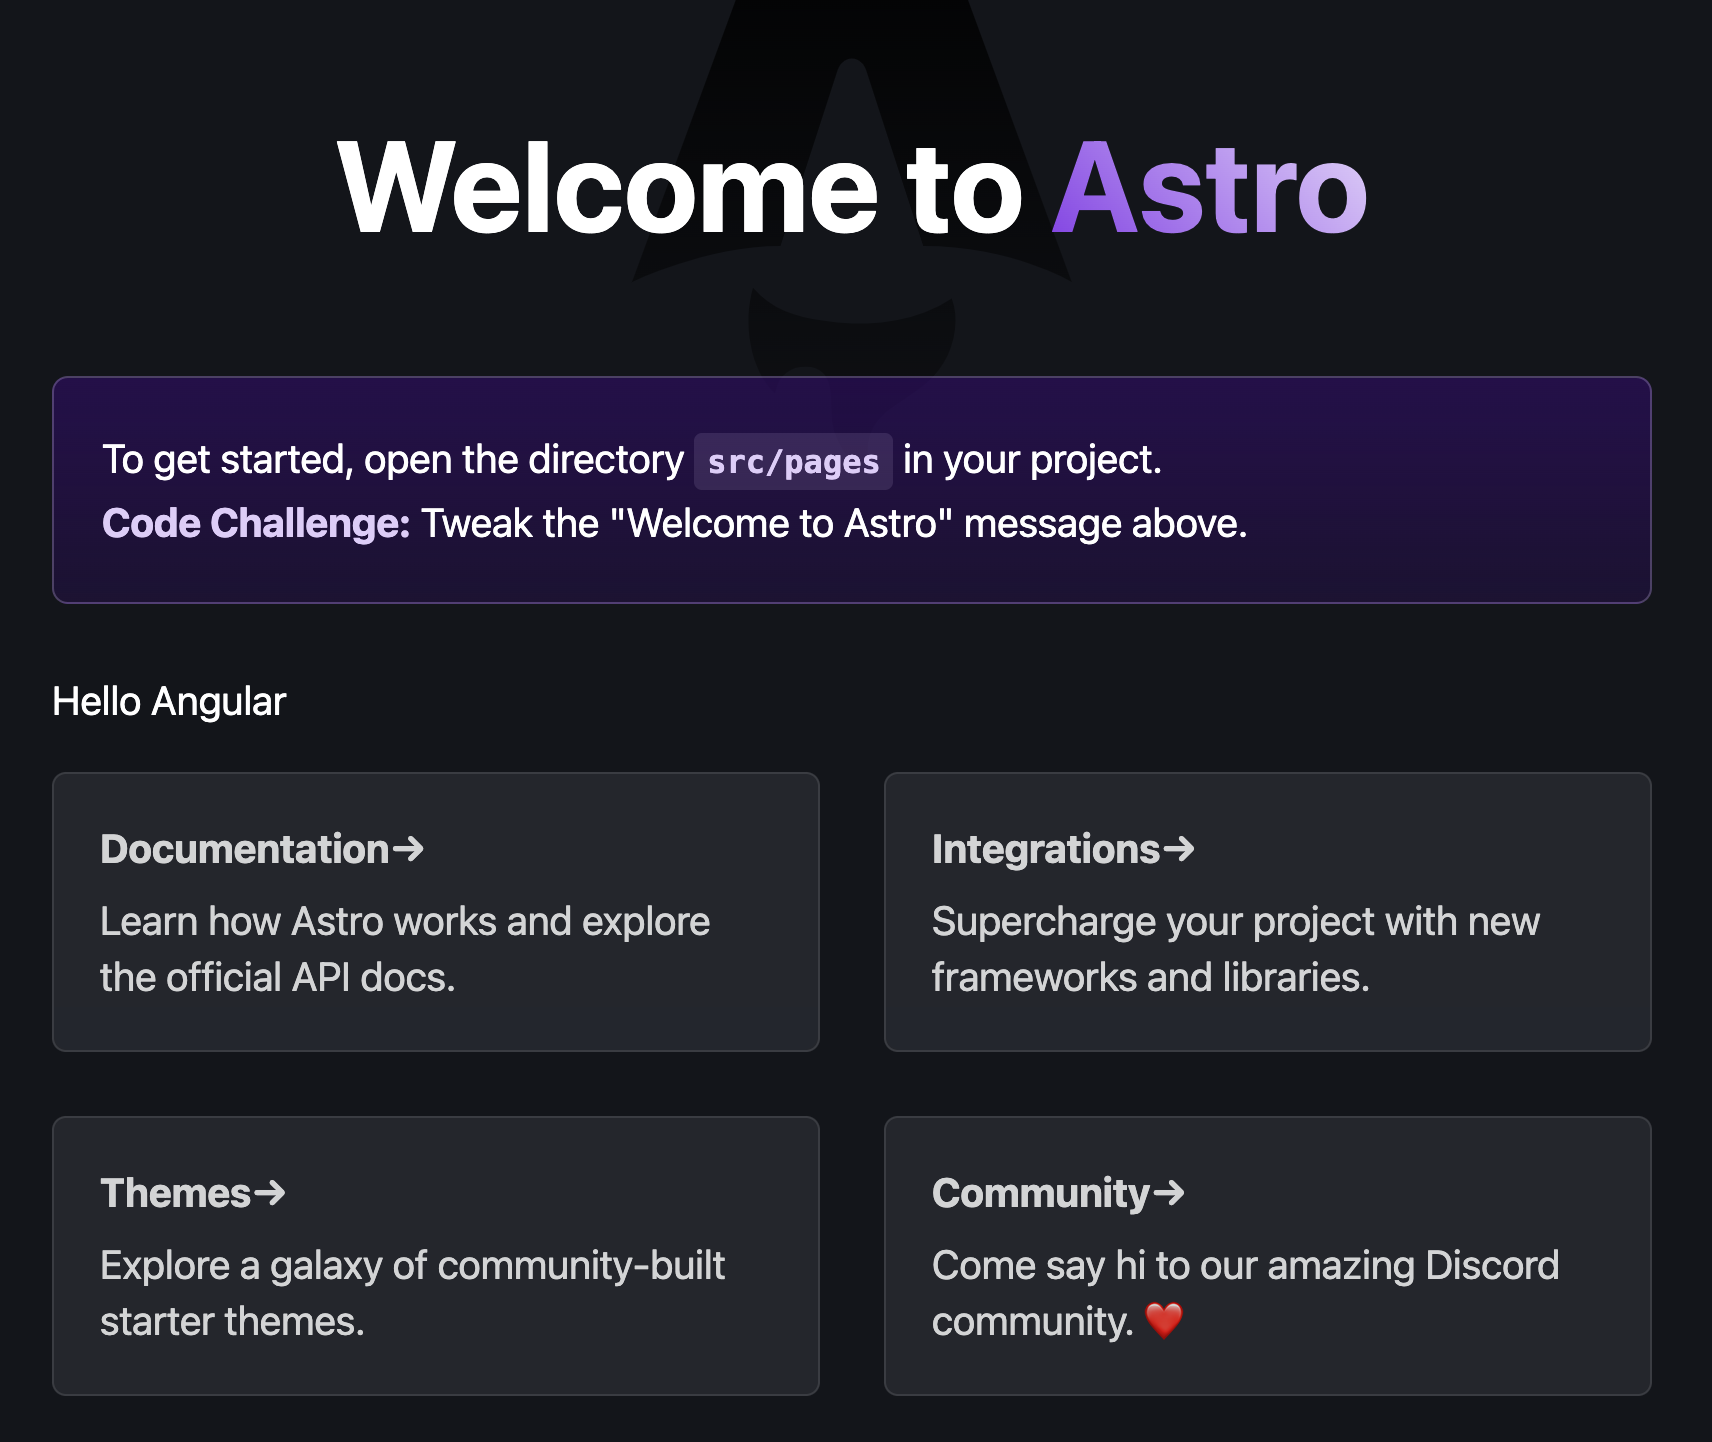 Welcome to Astro
To get started, open the directory src/pages in your project.
Code Challenge: Tweak the "Welcome to Astro" message above.
Hello Angular
Documentation→
Learn how Astro works and explore
the official API docs.
Integrations→
Supercharge your project with new
frameworks and libraries.
Themes→
Explore a galaxy of community-built
starter themes.
Community→
Come say hi to our amazing Discord
community. ❤️